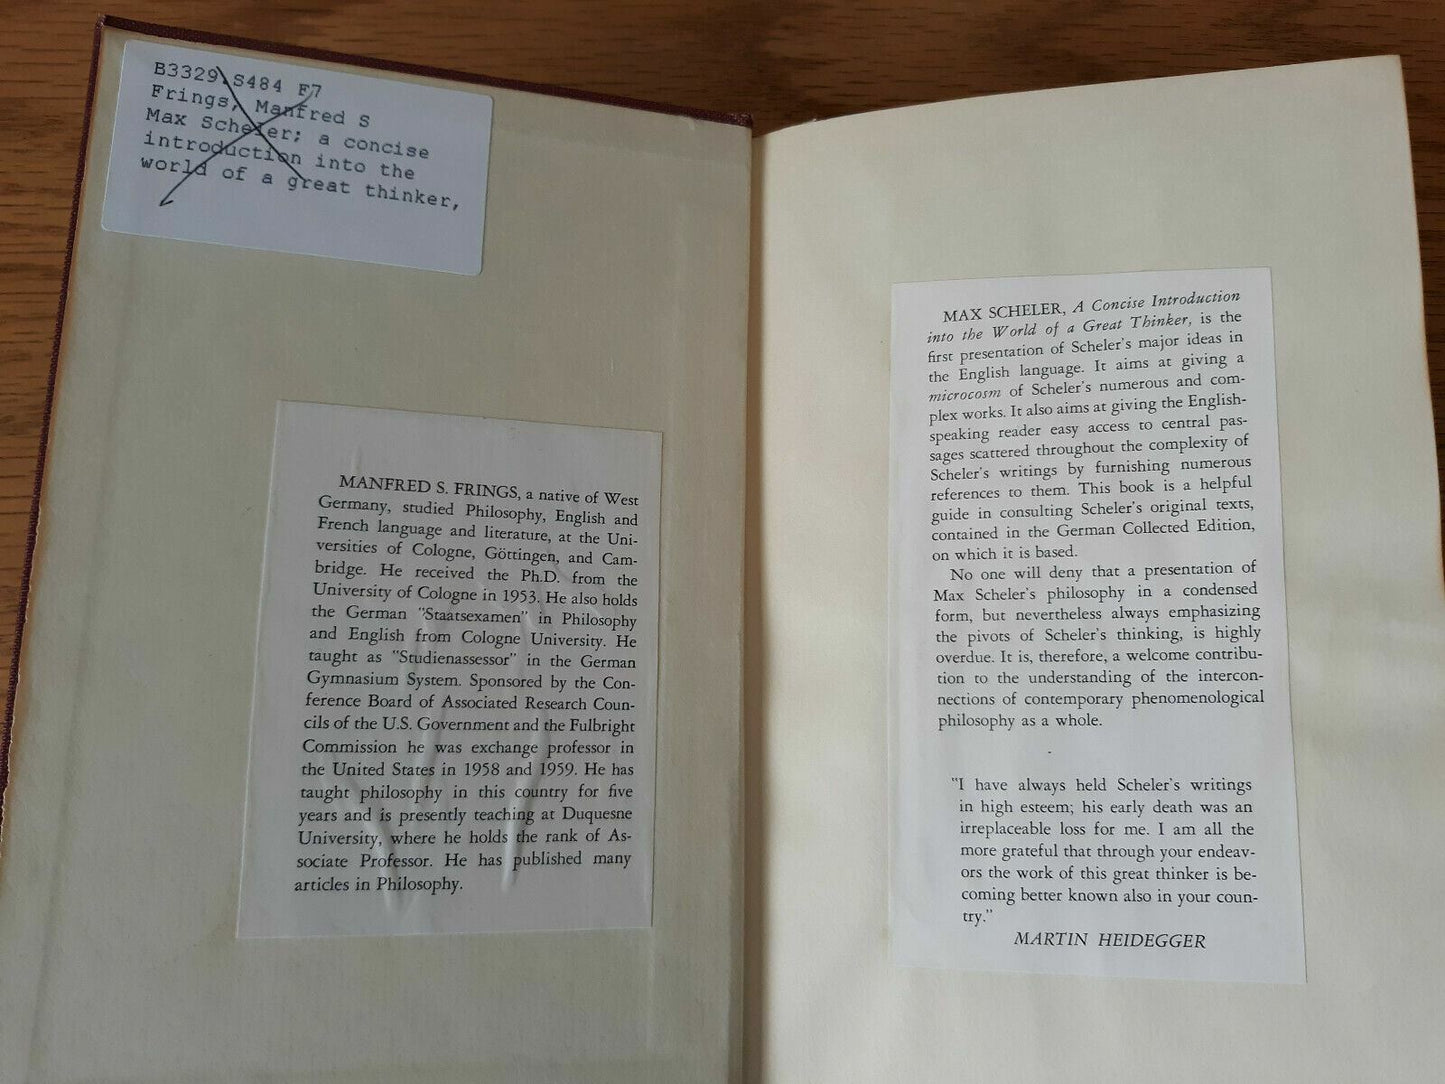 B3329.S484 F7
Frings, Manfred S
Max Scheler; a concise
introduction into the
world of a great thinker,
MANFRED S. FRINGS, a native of West
Germany, studied Philosophy, English and
French language and literature, at the Uni-
versities of Cologne, Göttingen, and Cam-
bridge. He received the Ph.D. from the
University of Cologne in 1953. He also holds
the German "Staatsexamen" in Philosophy
and English from Cologne University. He
taught as "Studienassessor" in the German
Gymnasium System. Sponsored by the Con-
ference Board of Associated Research Coun-
cils of the U.S. Government and the Fulbright
Commission he was exchange professor in
the United States in 1958 and 1959. He has
taught philosophy in this country for five
years and is presently teaching at Duquesne
University, where he holds the rank of As-
sociate Professor. He has published many
articles in Philosophy.
MAX SCHELER, A Concise Introduction
into the World of a Great Thinker, is the
first presentation of Scheler's major ideas in
the English language. It aims at giving a
microcosm of Scheler's numerous and com-
plex works. It also aims at giving the English-
speaking reader easy access to central pas-
sages scattered throughout the complexity of
Scheler's writings by furnishing numerous
references to them. This book is a helpful
guide in consulting Scheler's original texts,
contained in the German Collected Edition,
on which it is based.
No one will deny that a presentation of
Max Scheler's philosophy in a condensed
form, but nevertheless always emphasizing
the pivots of Scheler's thinking, is highly
overdue. It is, therefore, a welcome contribu-
tion to the understanding of the intercon-
nections of contemporary phenomenological
philosophy as a whole.
"I have always held Scheler's writings
in high esteem; his early death was an
irreplaceable loss for me. I am all the
more grateful that through your endeav-
ors the work of this great thinker is be-
coming better known also in your coun-
try."
MARTIN HEIDEGGER